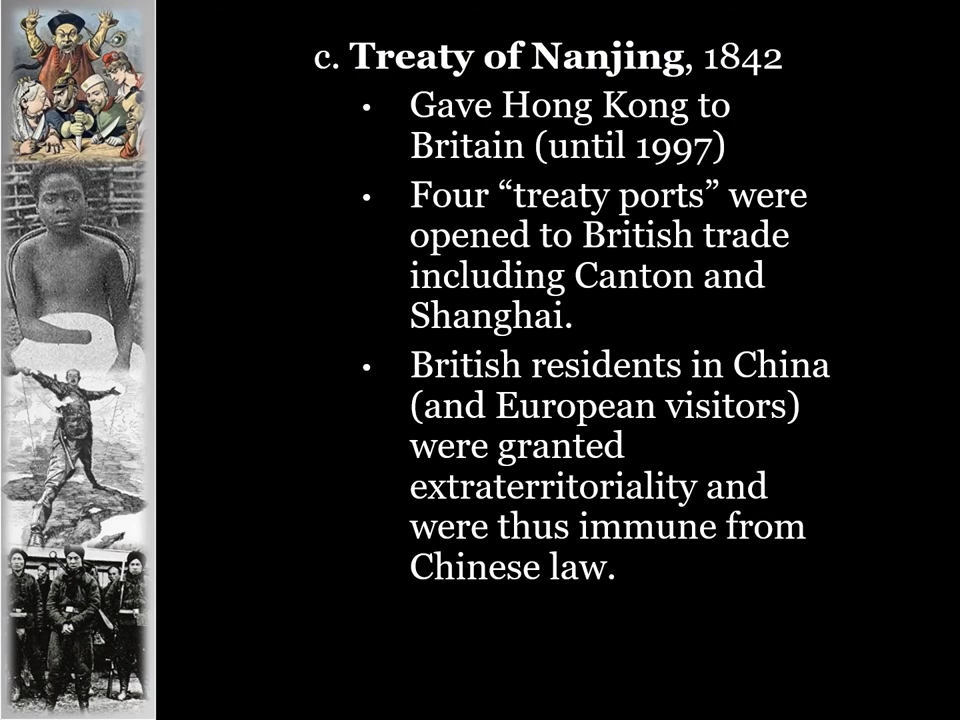 c. Treaty of Nanjing, 1842
• Gave Hong Kong to
Britain (until 1997)
• Four “treaty ports” were
opened to British trade
including Canton and
Shanghai.
• British residents in China
(and European visitors)
were granted
extraterritoriality and
were thus immune from
Chinese law.